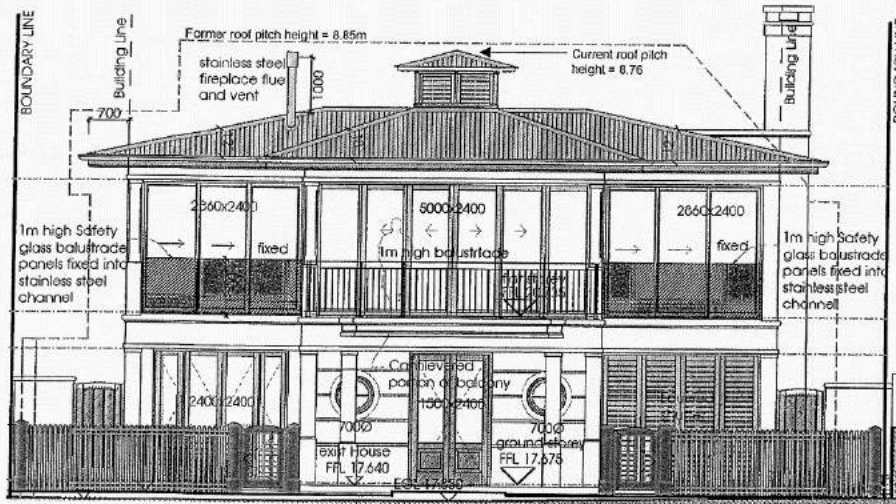 BOUNDARY LINE
Building Line
Former roof pitch height = 8.85m
stainless steel
fireplace flue
and vent
1000
Current roof pitch
height = 8.76
Building Line
700
2860x2400
5000x2400
2860x2400
fixed
1m high balustrade
fixed
1m high Safety
glass balustrade
panels fixed into
stainless steel
channel
1m high Safety
glass balustrade
panels fixed into
stainless steel
channel
Cantilevered
portion of balcony
2400x2400
1500x2400
700Ø
700Ø
exist House
FFL 17.640
ground storey
FFL 17.675